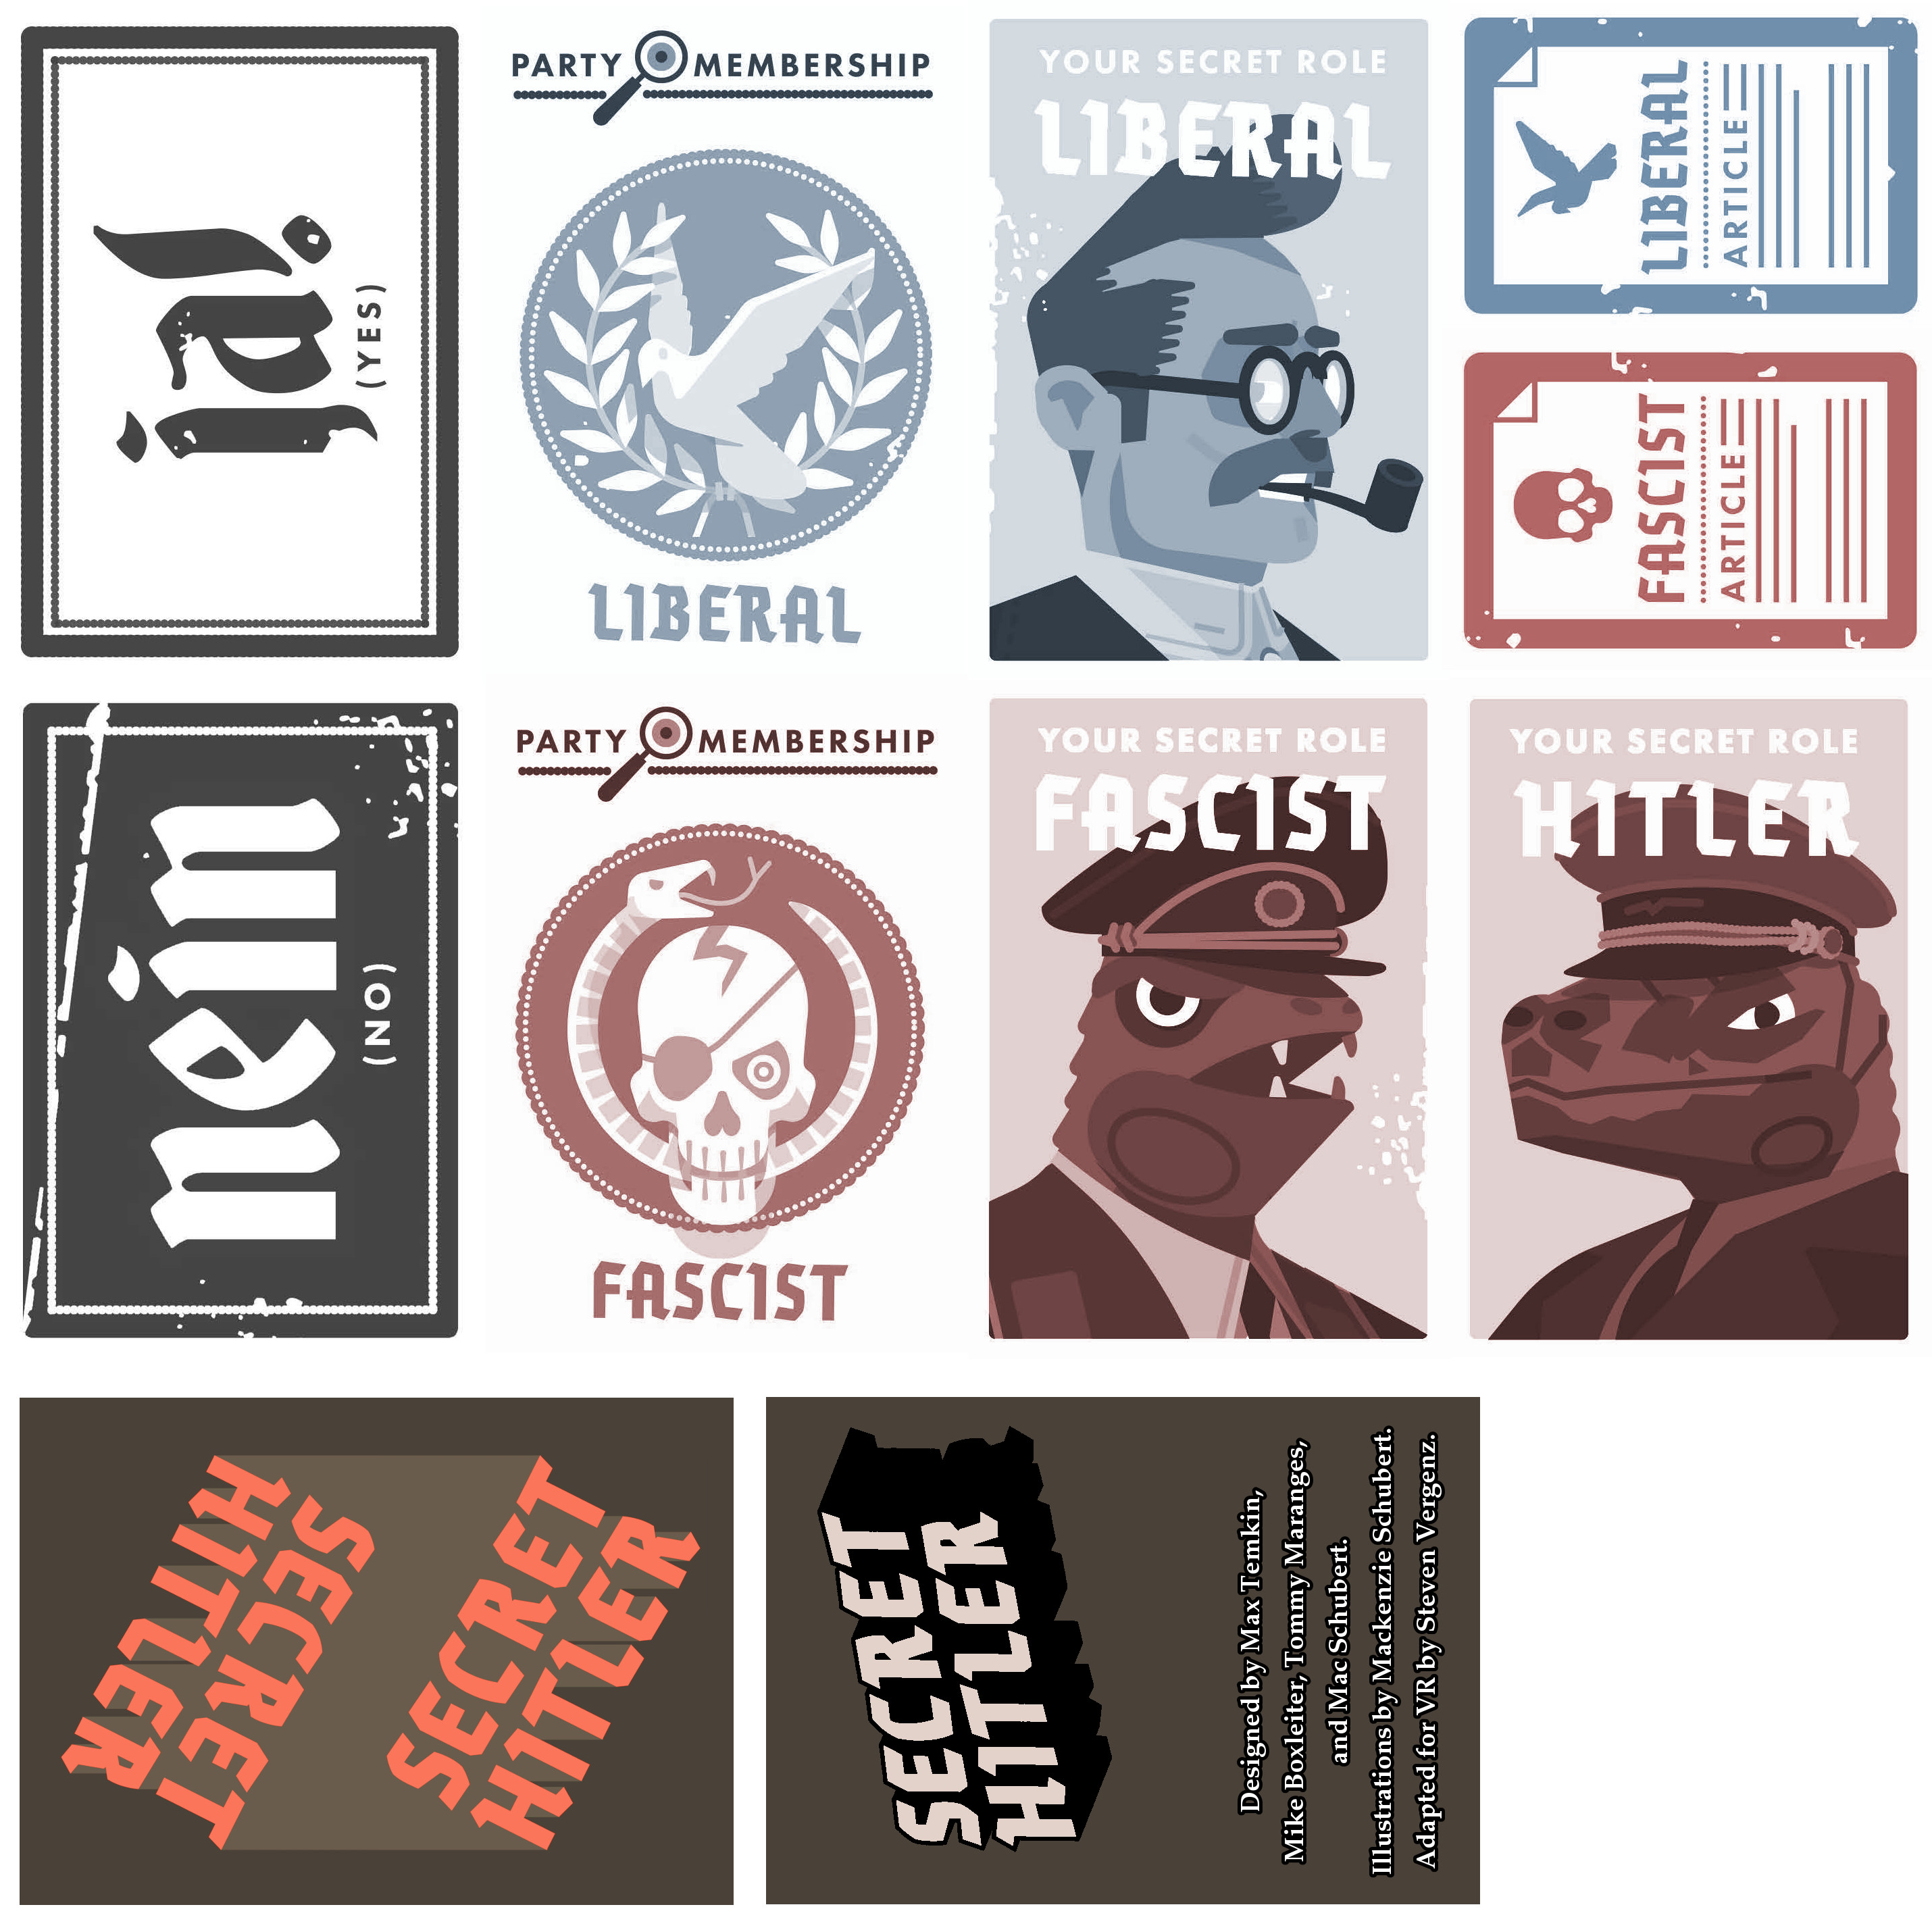 ja!
(YES)
PARTY MEMBERSHIP
LIBERAL
YOUR SECRET ROLE
LIBERAL
LIBERAL
ARTICLE
FASCIST
ARTICLE
nein
(NO)
PARTY MEMBERSHIP
FASCIST
YOUR SECRET ROLE
FASCIST
YOUR SECRET ROLE
HITLER
SECRET
HITLER
SECRET
HITLER
SECRET
HITLER
Designed by Max Temkin,
Mike Boxleiter, Tommy Maranges,
and Mac Schubert.
Illustrations by Mackenzie Schubert.
Adapted for VR by Steven Vergenz.